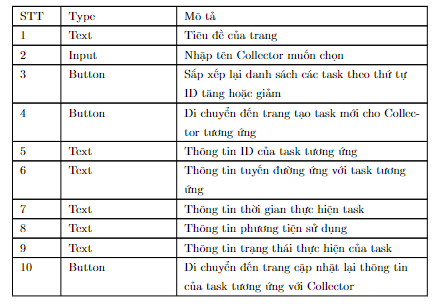 STT Type Mô tả
1 Text Tiêu đề của trang
2 Input Nhập tên Collector muốn chọn
3 Button Sắp xếp lại danh sách các task theo thứ tự
ID tăng hoặc giảm
4 Button Di chuyển đến trang tạo task mới cho Collec-
tor tương ứng
5 Text Thông tin ID của task tương ứng
6 Text Thông tin tuyến đường ứng với task tương
ứng
7 Text Thông tin thời gian thực hiện task
8 Text Thông tin phương tiện sử dụng
9 Text Thông tin trạng thái thực hiện của task
10 Button Di chuyển đến trang cập nhật lại thông tin
của task tương ứng với Collector